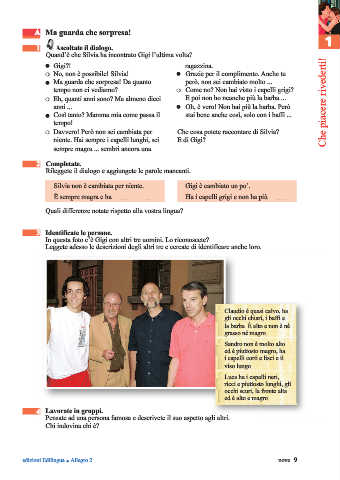 A Ma guarda che sorpresa!
1
Che piacere rivederti!
1 Ascoltate il dialogo.
Quand'è che Silvia ha incontrato Gigi l'ultima volta?
● Gigi?!
○ No, non è possibile! Silvia!
● Ma guarda che sorpresa! Da quanto
tempo non ci vediamo?
○ Eh, quanti anni sono? Ma almeno dieci
anni ...
● Così tanto? Mamma mia come passa il
tempo!
○ Davvero! Però non sei cambiata per
niente. Hai sempre i capelli lunghi, sei
sempre magra ... sembri ancora una
ragazzina.
● Grazie per il complimento. Anche tu
però, non sei cambiato molto ...
○ Come no? Non hai visto i capelli grigi?
E poi non ho neanche più la barba ...
● Oh, è vero! Non hai più la barba. Però
stai bene anche così, solo con i baffi ...
Che cosa potete raccontare di Silvia?
E di Gigi?
2 Completate.
Rileggete il dialogo e aggiungete le parole mancanti.
Silvia non è cambiata per niente.
È sempre magra e ha
Gigi è cambiato un po'.
Ha i capelli grigi e non ha più
Quali differenze notate rispetto alla vostra lingua?
3 Identificate le persone.
In questa foto c'è Gigi con altri tre uomini. Lo riconoscete?
Leggete adesso le descrizioni degli altri tre e cercate di identificare anche loro.
Claudio è quasi calvo, ha
gli occhi chiari, i baffi e
la barba. È alto e non è né
grasso né magro
Sandro non è molto alto
ed è piuttosto magro, ha
i capelli corti e lisci e il
viso lungo
Luca ha i capelli neri,
ricci e piuttosto lunghi, gli
occhi scuri, la fronte alta
ed è alto e magro
4 Lavorate in gruppi.
Pensate ad una persona famosa e descrivete il suo aspetto agli altri.
Chi indovina chi è?
edizioni Edilingua ● Allegro 2
nove 9